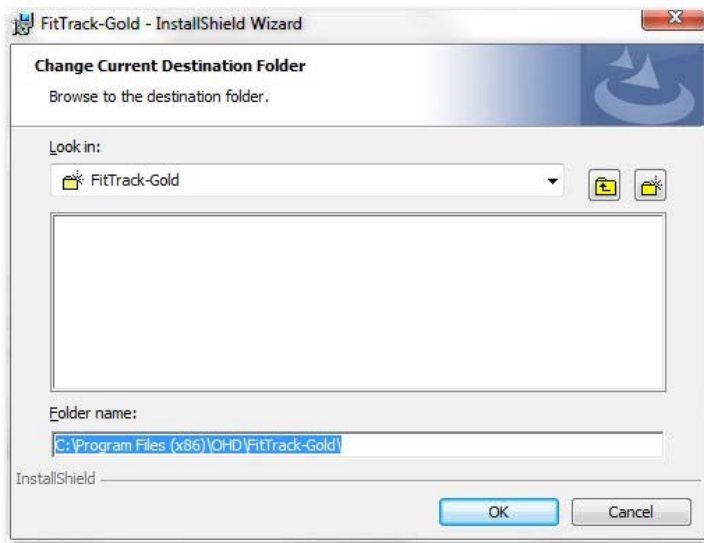 FitTrack-Gold - InstallShield Wizard
Change Current Destination Folder
Browse to the destination folder.
Look in:
FitTrack-Gold
Folder name:
C:\Program Files (x86)\OHD\FitTrack-Gold\
InstallShield
OK Cancel